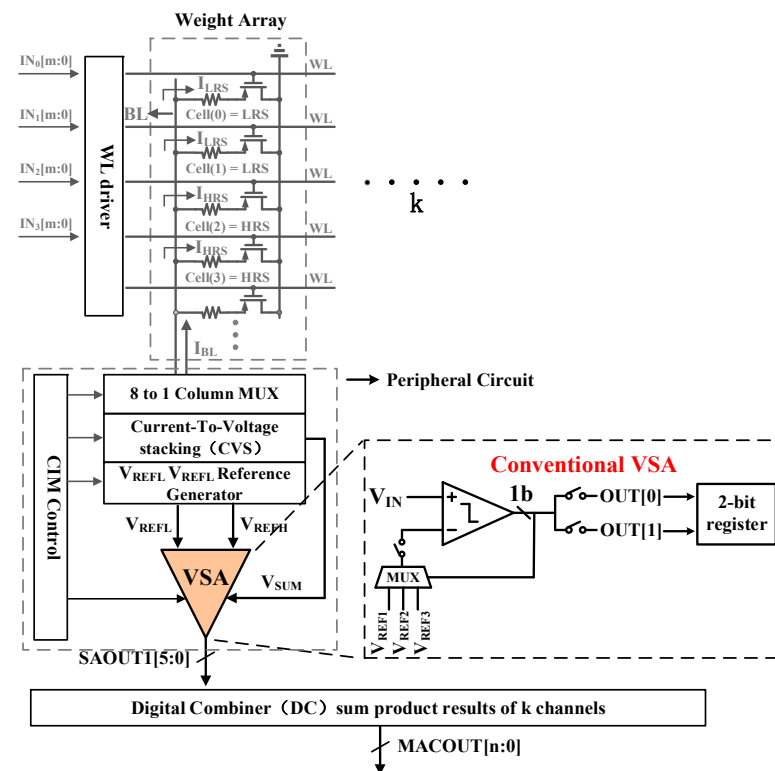 Weight Array
IN0[m:0]
IN1[m:0]
IN2[m:0]
IN3[m:0]
WL driver
BL
WL
WL
WL
WL
WL
ILRS
Cell(0) = LRS
ILRS
Cell(1) = LRS
IHRS
Cell(2) = HRS
IHRS
Cell(3) = HRS
IBL
k
Peripheral Circuit
CIM Control
8 to 1 Column MUX
Current-To-Voltage
stacking（CVS）
VREFL VREFL Reference
Generator
VREFL
VREFH
VSA
VSUM
SAOUT1[5:0]
Conventional VSA
VIN
+
−
1b
OUT[0]
OUT[1]
2-bit
register
MUX
VREF1
VREF2
VREF3
Digital Combiner（DC）sum product results of k channels
MACOUT[n:0]